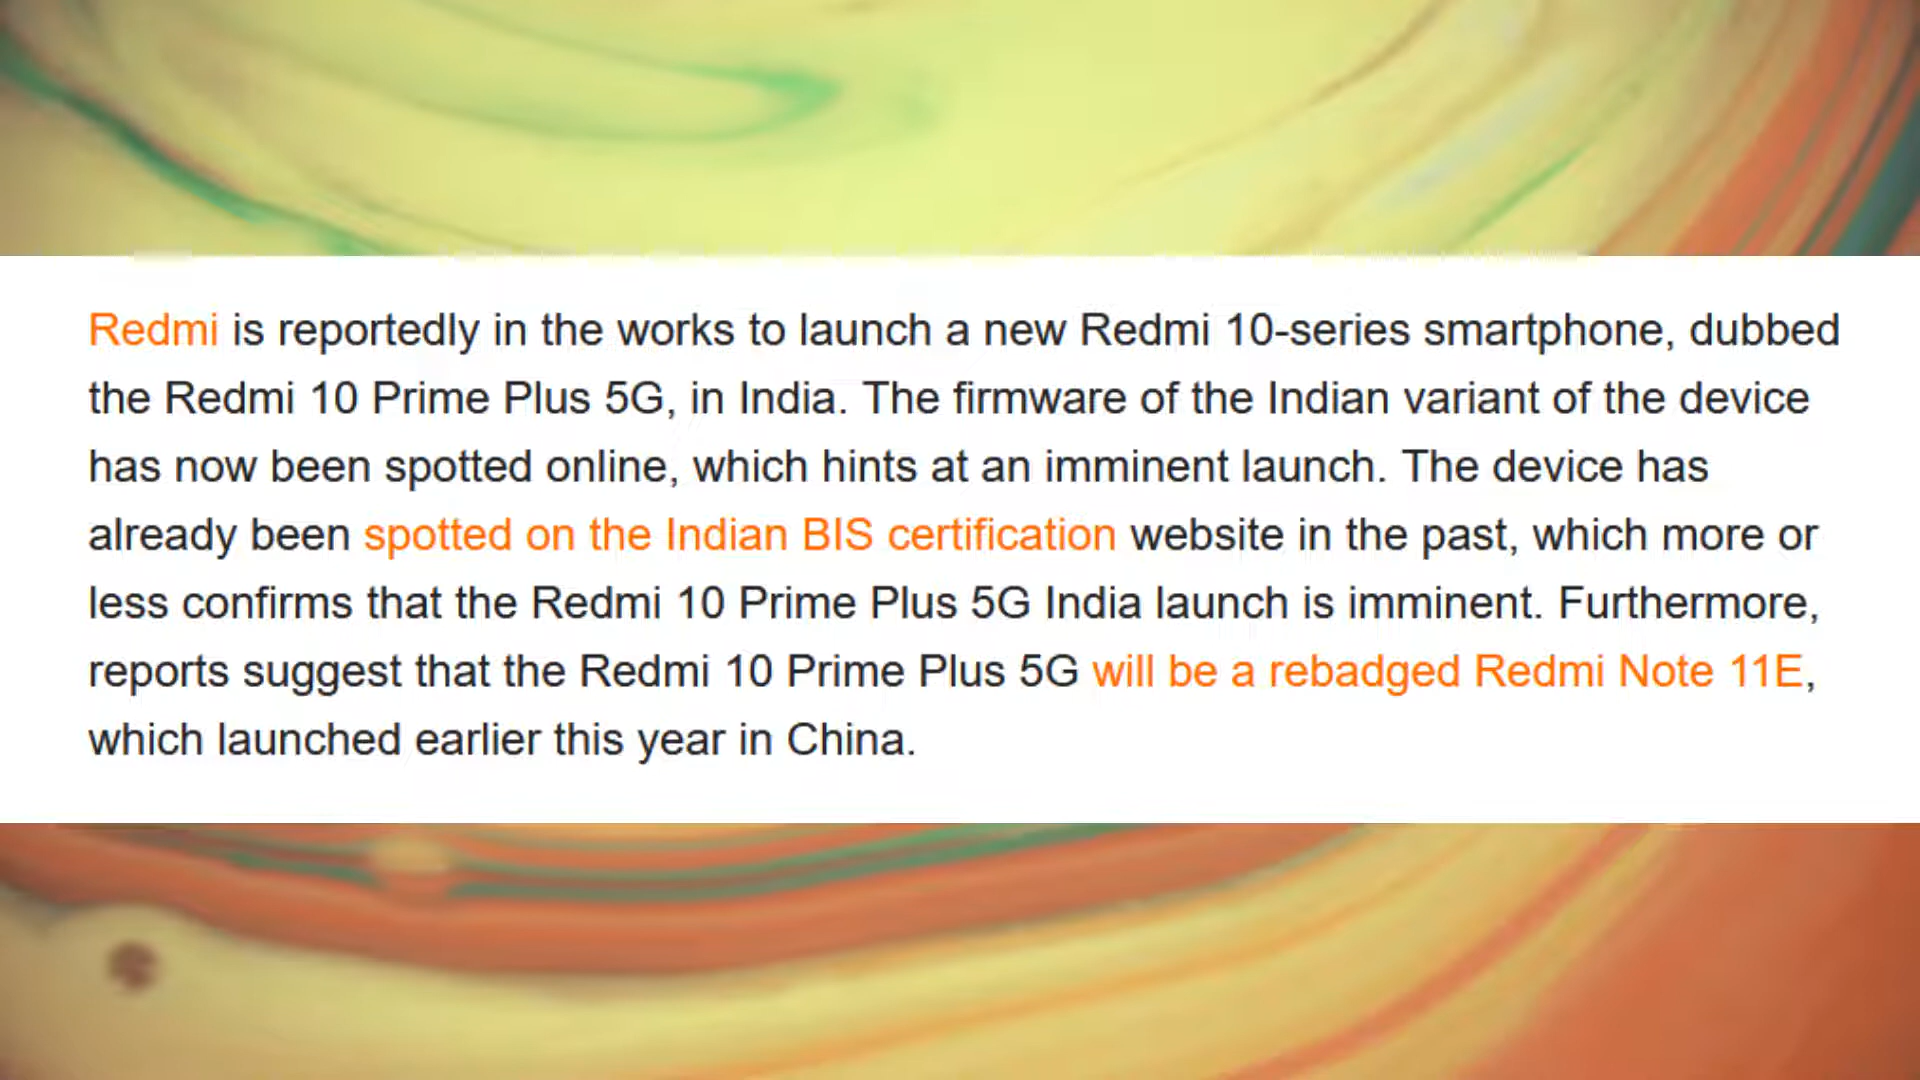 Redmi is reportedly in the works to launch a new Redmi 10-series smartphone, dubbed
the Redmi 10 Prime Plus 5G, in India. The firmware of the Indian variant of the device
has now been spotted online, which hints at an imminent launch. The device has
already been spotted on the Indian BIS certification website in the past, which more or
less confirms that the Redmi 10 Prime Plus 5G India launch is imminent. Furthermore,
reports suggest that the Redmi 10 Prime Plus 5G will be a rebadged Redmi Note 11E,
which launched earlier this year in China.